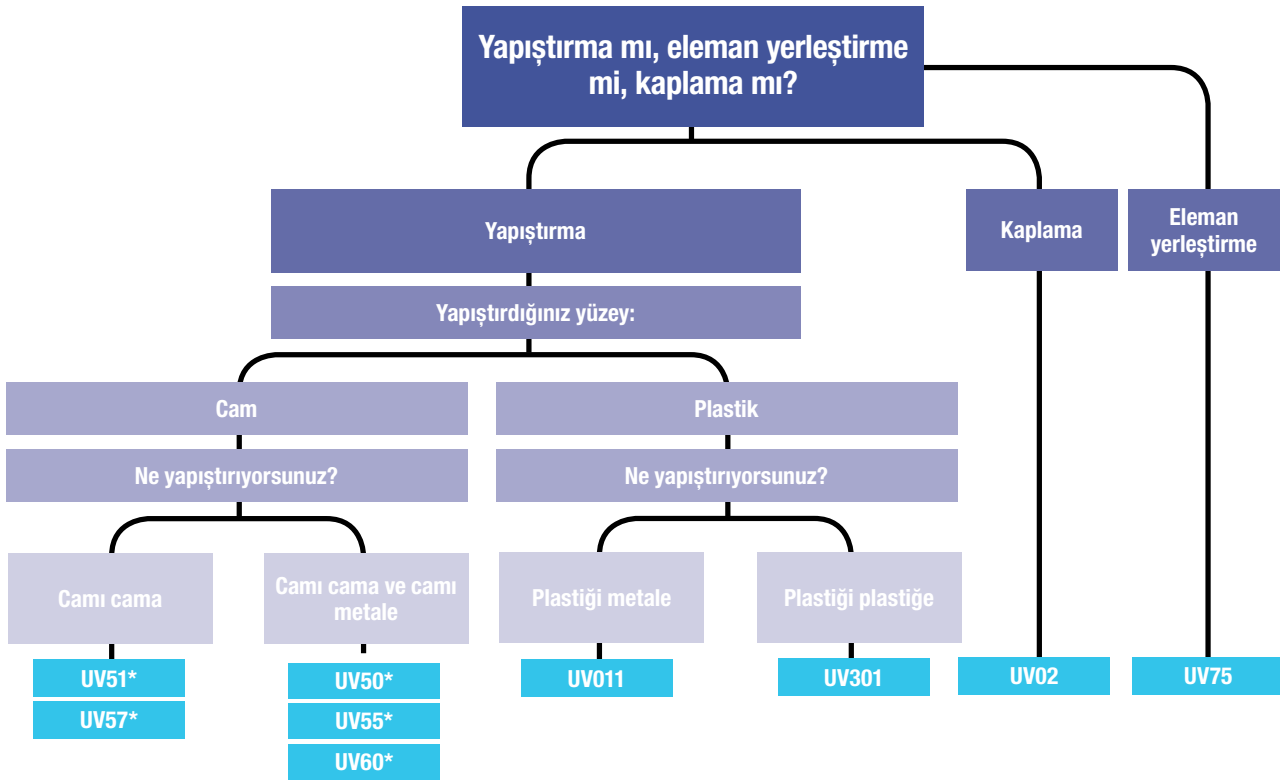 Yapıştırma mı, eleman yerleştirme
mi, kaplama mı?
Yapıştırma
Kaplama
Eleman
yerleştirme
Yapıştırdığınız yüzey:
Cam
Plastik
Ne yapıştırıyorsunuz?
Ne yapıştırıyorsunuz?
Camı cama
Camı cama ve camı
metale
Plastiği metale
Plastiği plastiğe
UV51*
UV57*
UV50*
UV55*
UV60*
UV011
UV301
UV02
UV75